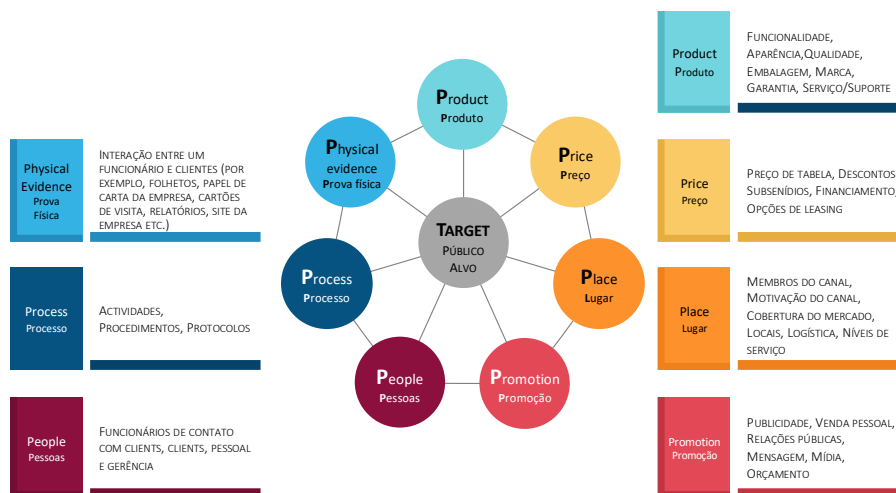 Physical
Evidence
Prova
Física
INTERAÇÃO ENTRE UM
FUNCIONÁRIO E CLIENTES (POR
EXEMPLO, FOLHETOS, PAPEL DE
CARTA DA EMPRESA, CARTÕES
DE VISITA, RELATÓRIOS, SITE DA
EMPRESA ETC.)
Process
Processo
ACTIVIDADES,
PROCEDIMENTOS, PROTOCOLOS
People
Pessoas
FUNCIONÁRIOS DE CONTATO
COM CLIENTS, CLIENTS, PESSOAL
E GERÊNCIA
Product
Produto
Physical
evidence
Prova física
Price
Preço
TARGET
PÚBLICO
ALVO
Process
Processo
Place
Lugar
People
Pessoas
Promotion
Promoção
Product
Produto
FUNCIONALIDADE,
APARÊNCIA,QUALIDADE,
EMBALAGEM, MARCA,
GARANTIA, SERVIÇO/SUPORTE
Price
Preço
PREÇO DE TABELA, DESCONTOS
SUBSENÍDIOS, FINANCIAMENTO,
OPÇÕES DE LEASING
Place
Lugar
MEMBROS DO CANAL,
MOTIVAÇÃO DO CANAL,
COBERTURA DO MERCADO,
LOCAIS, LOGÍSTICA, NÍVEIS DE
SERVIÇO
Promotion
Promoção
PUBLICIDADE, VENDA PESSOAL,
RELAÇÕES PÚBLICAS,
MENSAGEM, MÍDIA,
ORÇAMENTO